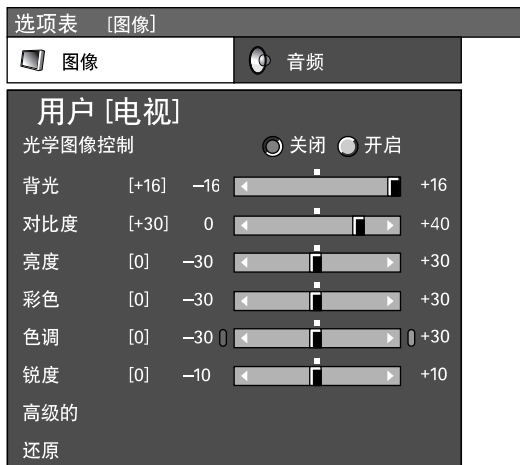 选项表 [图像]
图像 音频
用户 [电视]
光学图像控制 关闭 开启
背光 [+16] −16 +16
对比度 [+30] 0 +40
亮度 [0] −30 +30
彩色 [0] −30 +30
色调 [0] −30 +30
锐度 [0] −10 +10
高级的
还原